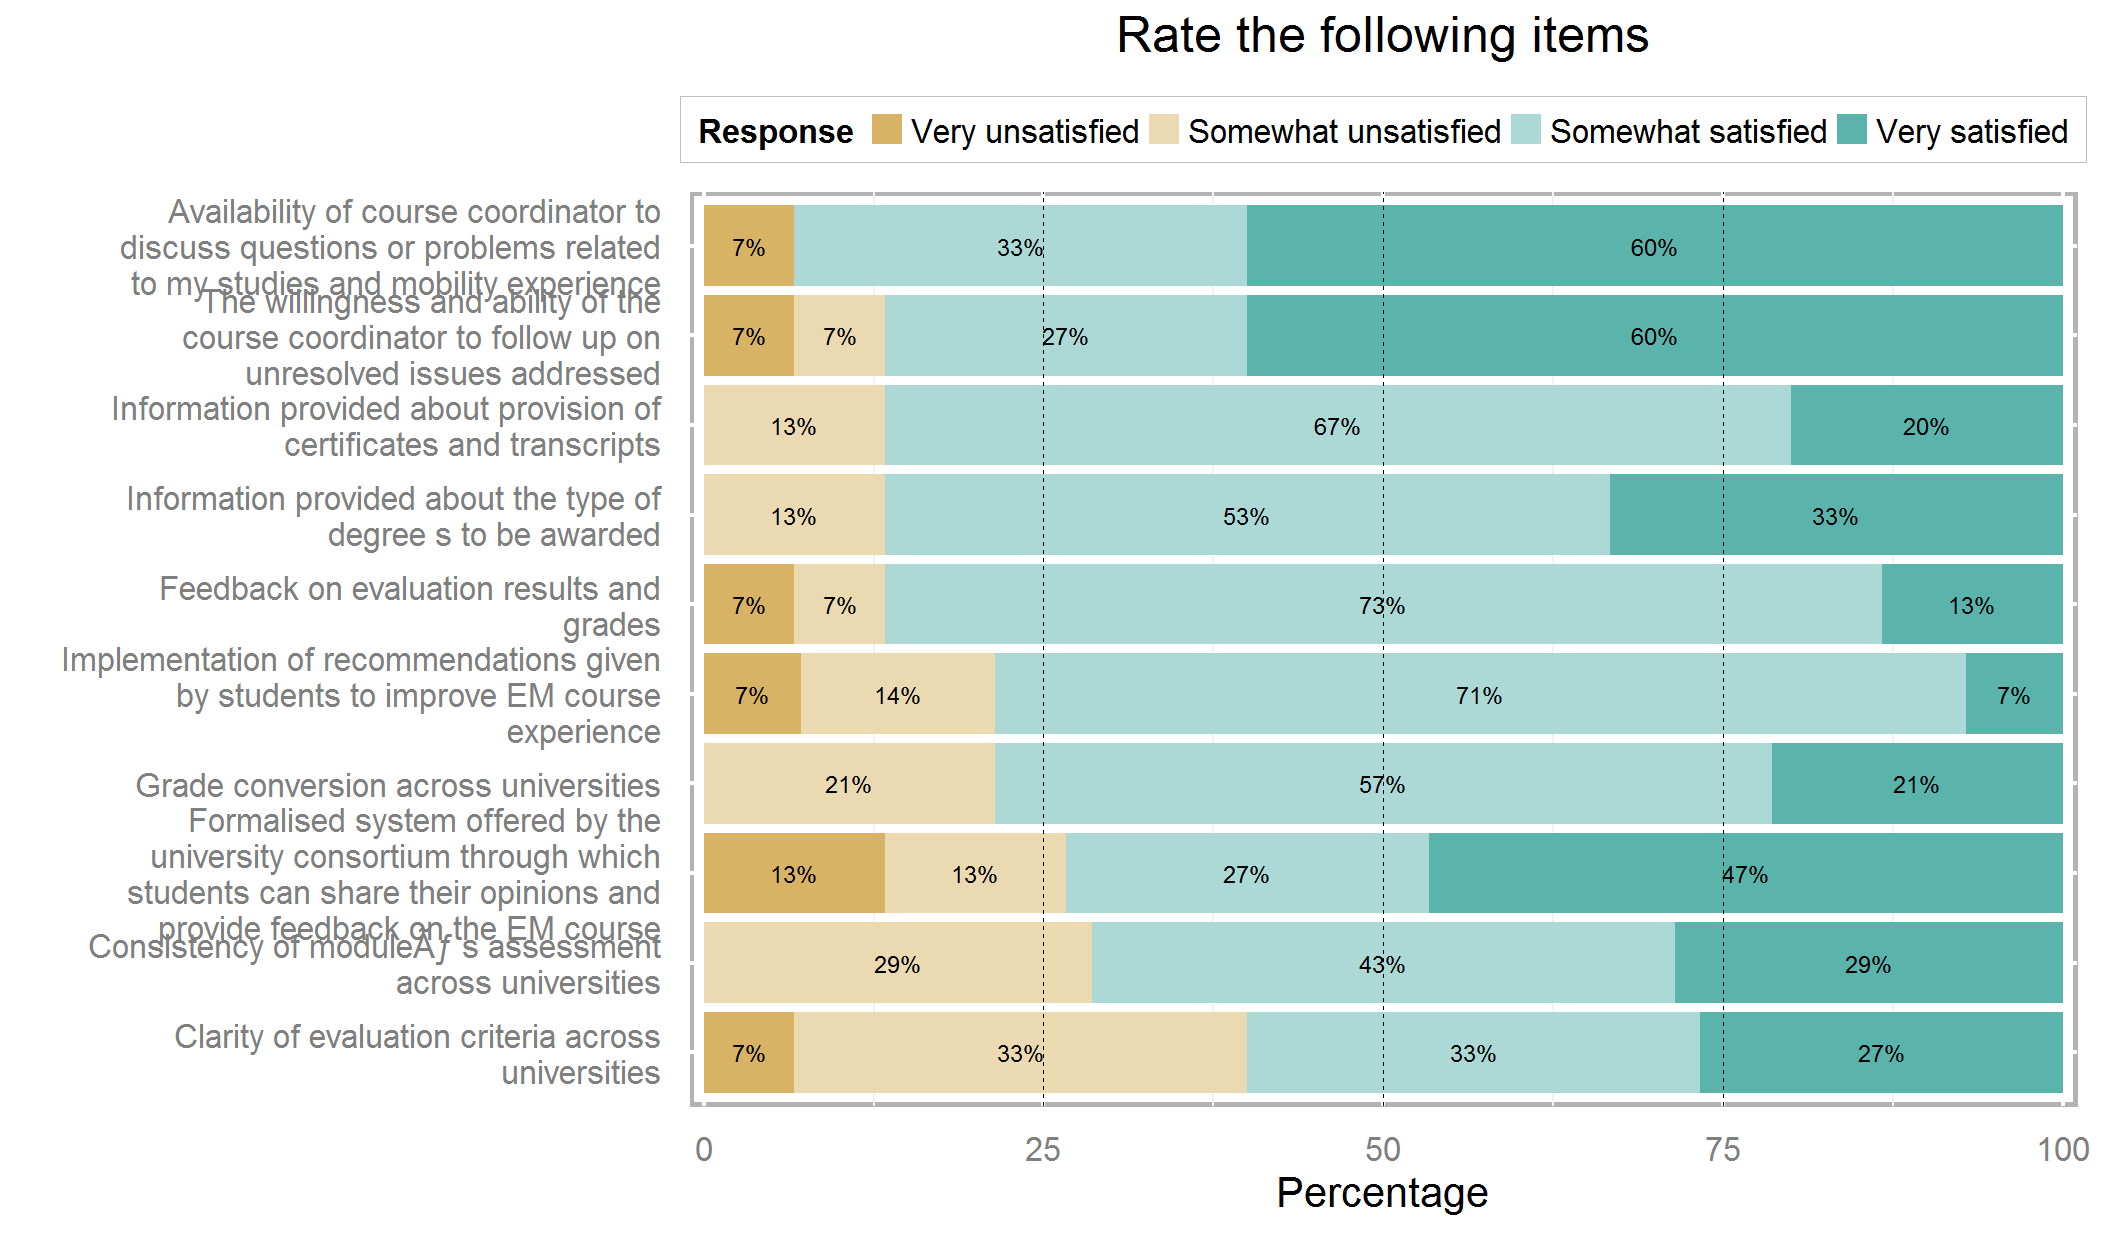 Rate the following items
Response Very unsatisfied Somewhat unsatisfied Somewhat satisfied Very satisfied
Availability of course coordinator to
discuss questions or problems related
to my studies and mobility experience
7% 33% 60%
The willingness and ability of the
course coordinator to follow up on
unresolved issues addressed
7% 7% 27% 60%
Information provided about provision of
certificates and transcripts
13% 67% 20%
Information provided about the type of
degree s to be awarded
13% 53% 33%
Feedback on evaluation results and
grades
7% 7% 73% 13%
Implementation of recommendations given
by students to improve EM course
experience
7% 14% 71% 7%
Grade conversion across universities
21% 57% 21%
Formalised system offered by the
university consortium through which
students can share their opinions and
provide feedback on the EM course
13% 13% 27% 47%
Consistency of moduleÃƒ s assessment
across universities
29% 43% 29%
Clarity of evaluation criteria across
universities
7% 33% 33% 27%
0 25 50 75 100
Percentage